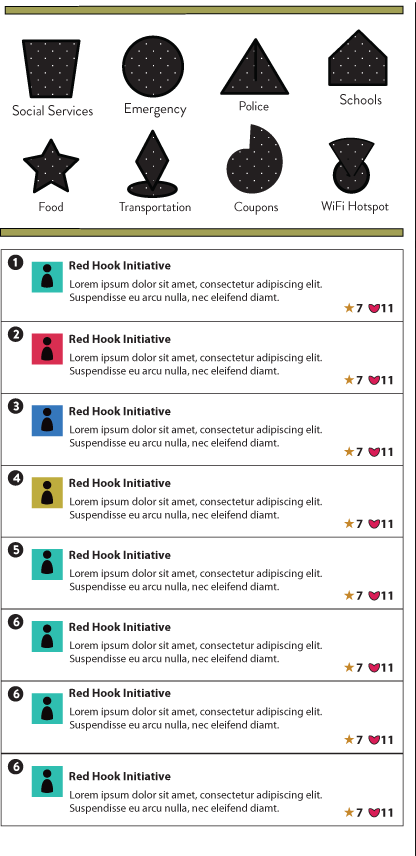 Social Services
Emergency
Police
Schools
Food
Transportation
Coupons
WiFi Hotspot
1
Red Hook Initiative
Lorem ipsum dolor sit amet, consectetur adipiscing elit.
Suspendisse eu arcu nulla, nec eleifend diamt.
7 11
2
Red Hook Initiative
Lorem ipsum dolor sit amet, consectetur adipiscing elit.
Suspendisse eu arcu nulla, nec eleifend diamt.
7 11
3
Red Hook Initiative
Lorem ipsum dolor sit amet, consectetur adipiscing elit.
Suspendisse eu arcu nulla, nec eleifend diamt.
7 11
4
Red Hook Initiative
Lorem ipsum dolor sit amet, consectetur adipiscing elit.
Suspendisse eu arcu nulla, nec eleifend diamt.
7 11
5
Red Hook Initiative
Lorem ipsum dolor sit amet, consectetur adipiscing elit.
Suspendisse eu arcu nulla, nec eleifend diamt.
7 11
6
Red Hook Initiative
Lorem ipsum dolor sit amet, consectetur adipiscing elit.
Suspendisse eu arcu nulla, nec eleifend diamt.
7 11
6
Red Hook Initiative
Lorem ipsum dolor sit amet, consectetur adipiscing elit.
Suspendisse eu arcu nulla, nec eleifend diamt.
7 11
6
Red Hook Initiative
Lorem ipsum dolor sit amet, consectetur adipiscing elit.
Suspendisse eu arcu nulla, nec eleifend diamt.
7 11